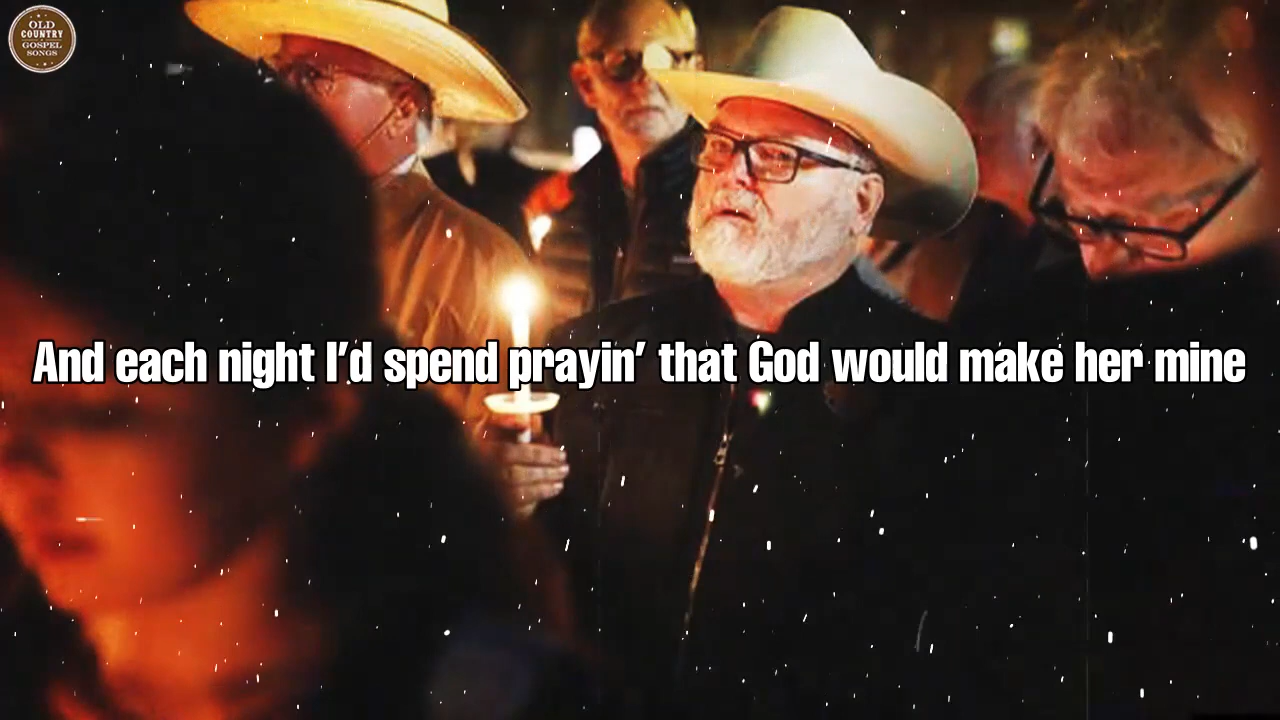 OLD
COUNTRY
GOSPEL
SONGS
And each night I'd spend prayin' that God would make her mine